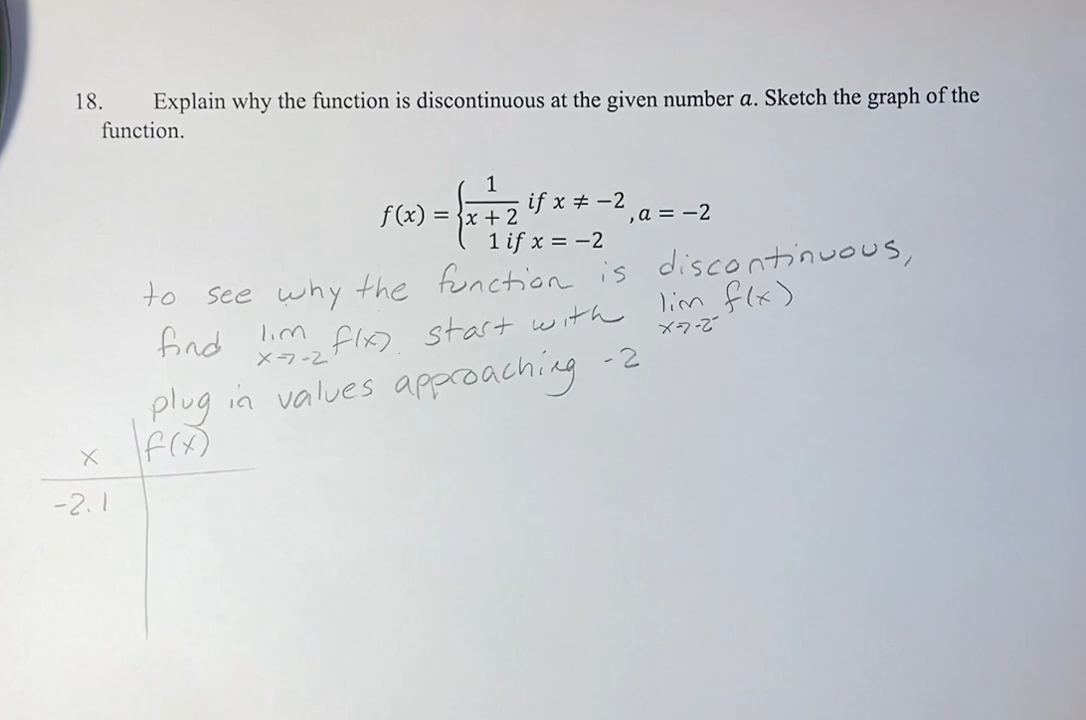 18. Explain why the function is discontinuous at the given number a. Sketch the graph of the
function.
f(x) = { 1/(x + 2) if x ≠ −2
1 if x = −2 , a = −2
to see why the function is discontinuous,
find lim x→-2 f(x). start with lim x→-2⁻ f(x)
plug in values approaching -2
x f(x)
-2.1